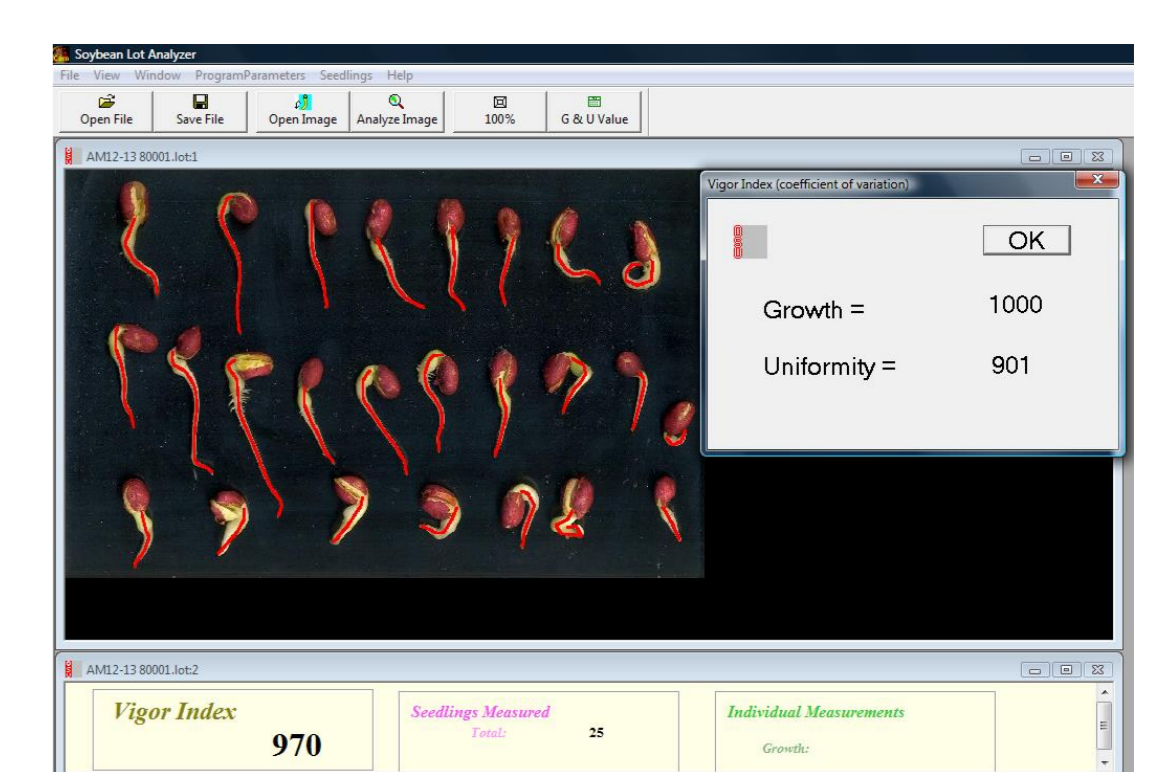 Soybean Lot Analyzer
File View Window ProgramParameters Seedlings Help
Open File Save File Open Image Analyze Image 100% G & U Value
AM12-13 80001.lot:1
Vigor Index (coefficient of variation)
OK
Growth = 1000
Uniformity = 901
AM12-13 80001.lot:2
Vigor Index
970
Seedlings Measured
Total: 25
Individual Measurements
Growth: